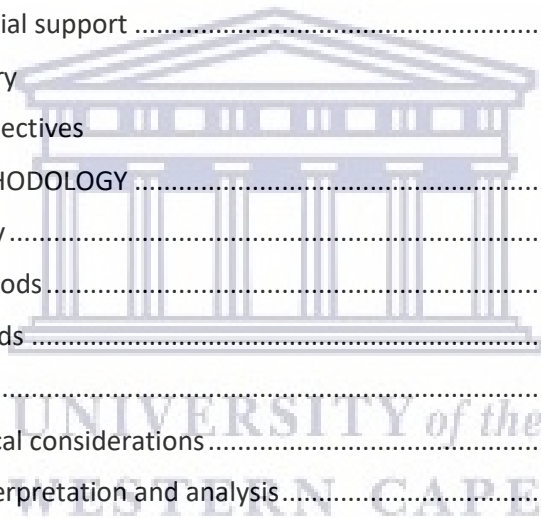 ial support ....................................................................
ry
ectives
HODOLOGY ....................................................................
y....................................................................
ods....................................................................
ds ....................................................................
....................................................................
UNIVERSITY of the
cal considerations....................................................................
erpretation and analysis....................................................................
WESTERN CAPE